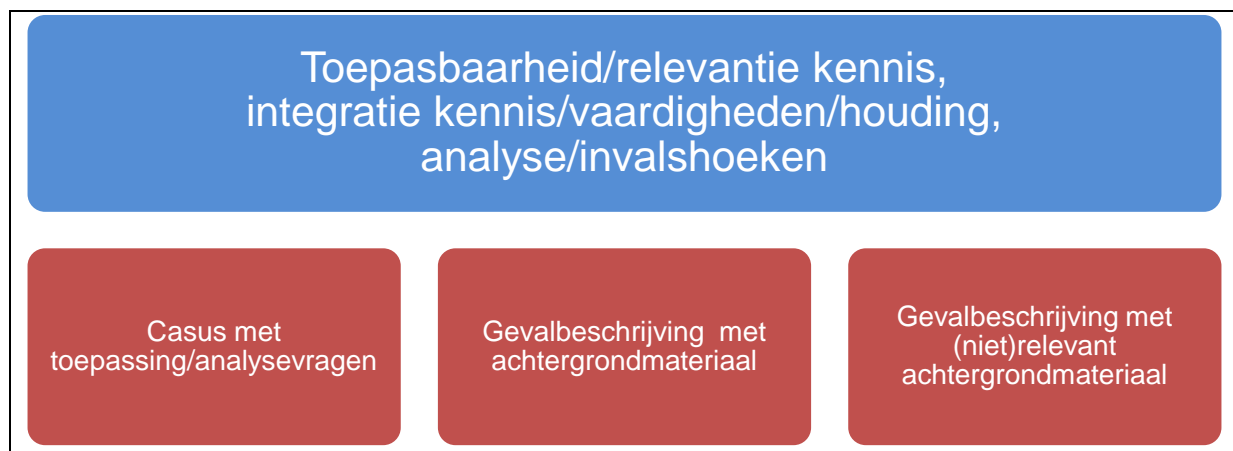 Toepasbaarheid/relevantie kennis,
integratie kennis/vaardigheden/houding,
analyse/invalshoeken
Casus met
toepassing/analysevragen
Gevalbeschrijving met
achtergrondmateriaal
Gevalbeschrijving met
(niet)relevant
achtergrondmateriaal